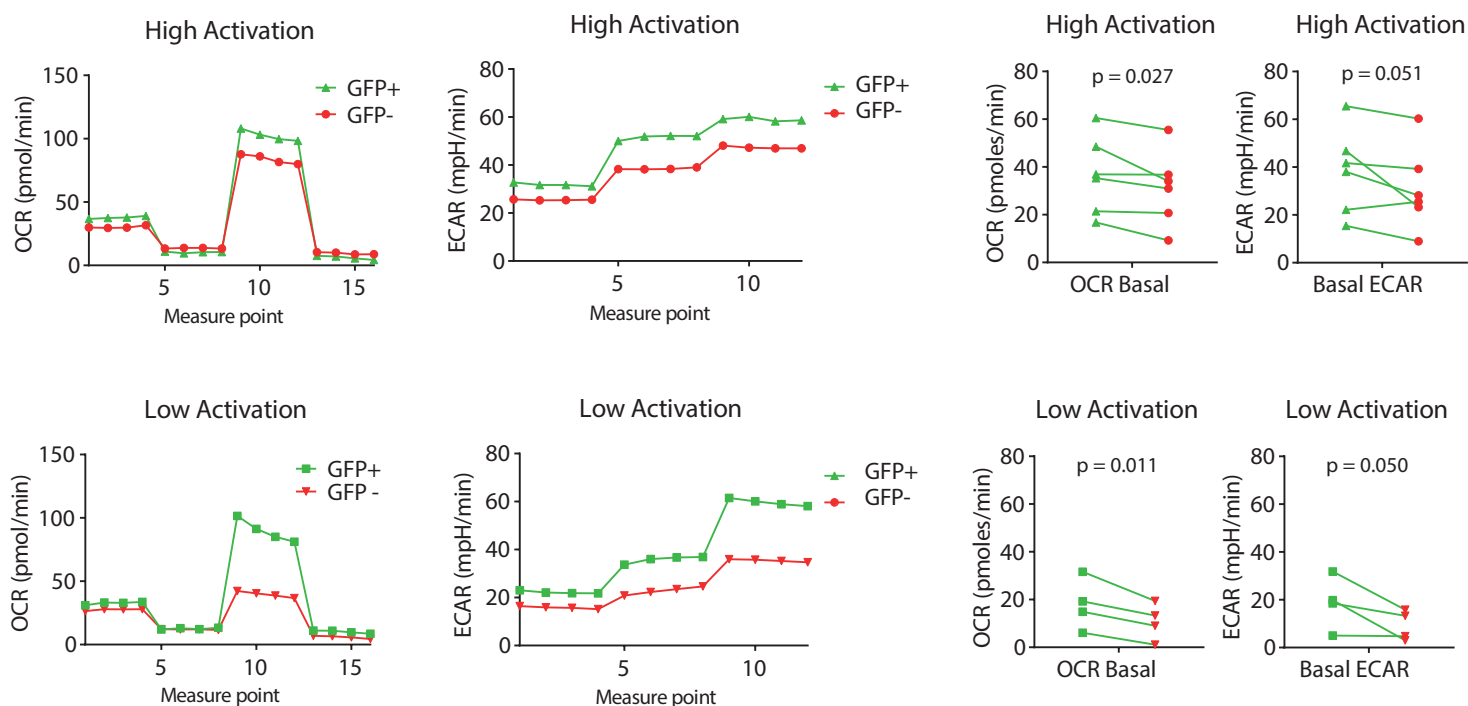 High Activation
OCR (pmol/min)
150
100
50
0
5
10
15
Measure point
GFP+
GFP-
High Activation
ECAR (mpH/min)
80
60
40
20
0
5
10
Measure point
GFP+
GFP-
High Activation
p = 0.027
OCR (pmoles/min)
80
60
40
20
0
OCR Basal
High Activation
p = 0.051
ECAR (mpH/min)
80
60
40
20
0
Basal ECAR
Low Activation
OCR (pmol/min)
150
100
50
0
5
10
15
Measure point
GFP+
GFP -
Low Activation
ECAR (mpH/min)
80
60
40
20
0
5
10
Measure point
GFP+
GFP-
Low Activation
p = 0.011
OCR (pmoles/min)
80
60
40
20
0
OCR Basal
Low Activation
p = 0.050
ECAR (mpH/min)
80
60
40
20
0
Basal ECAR